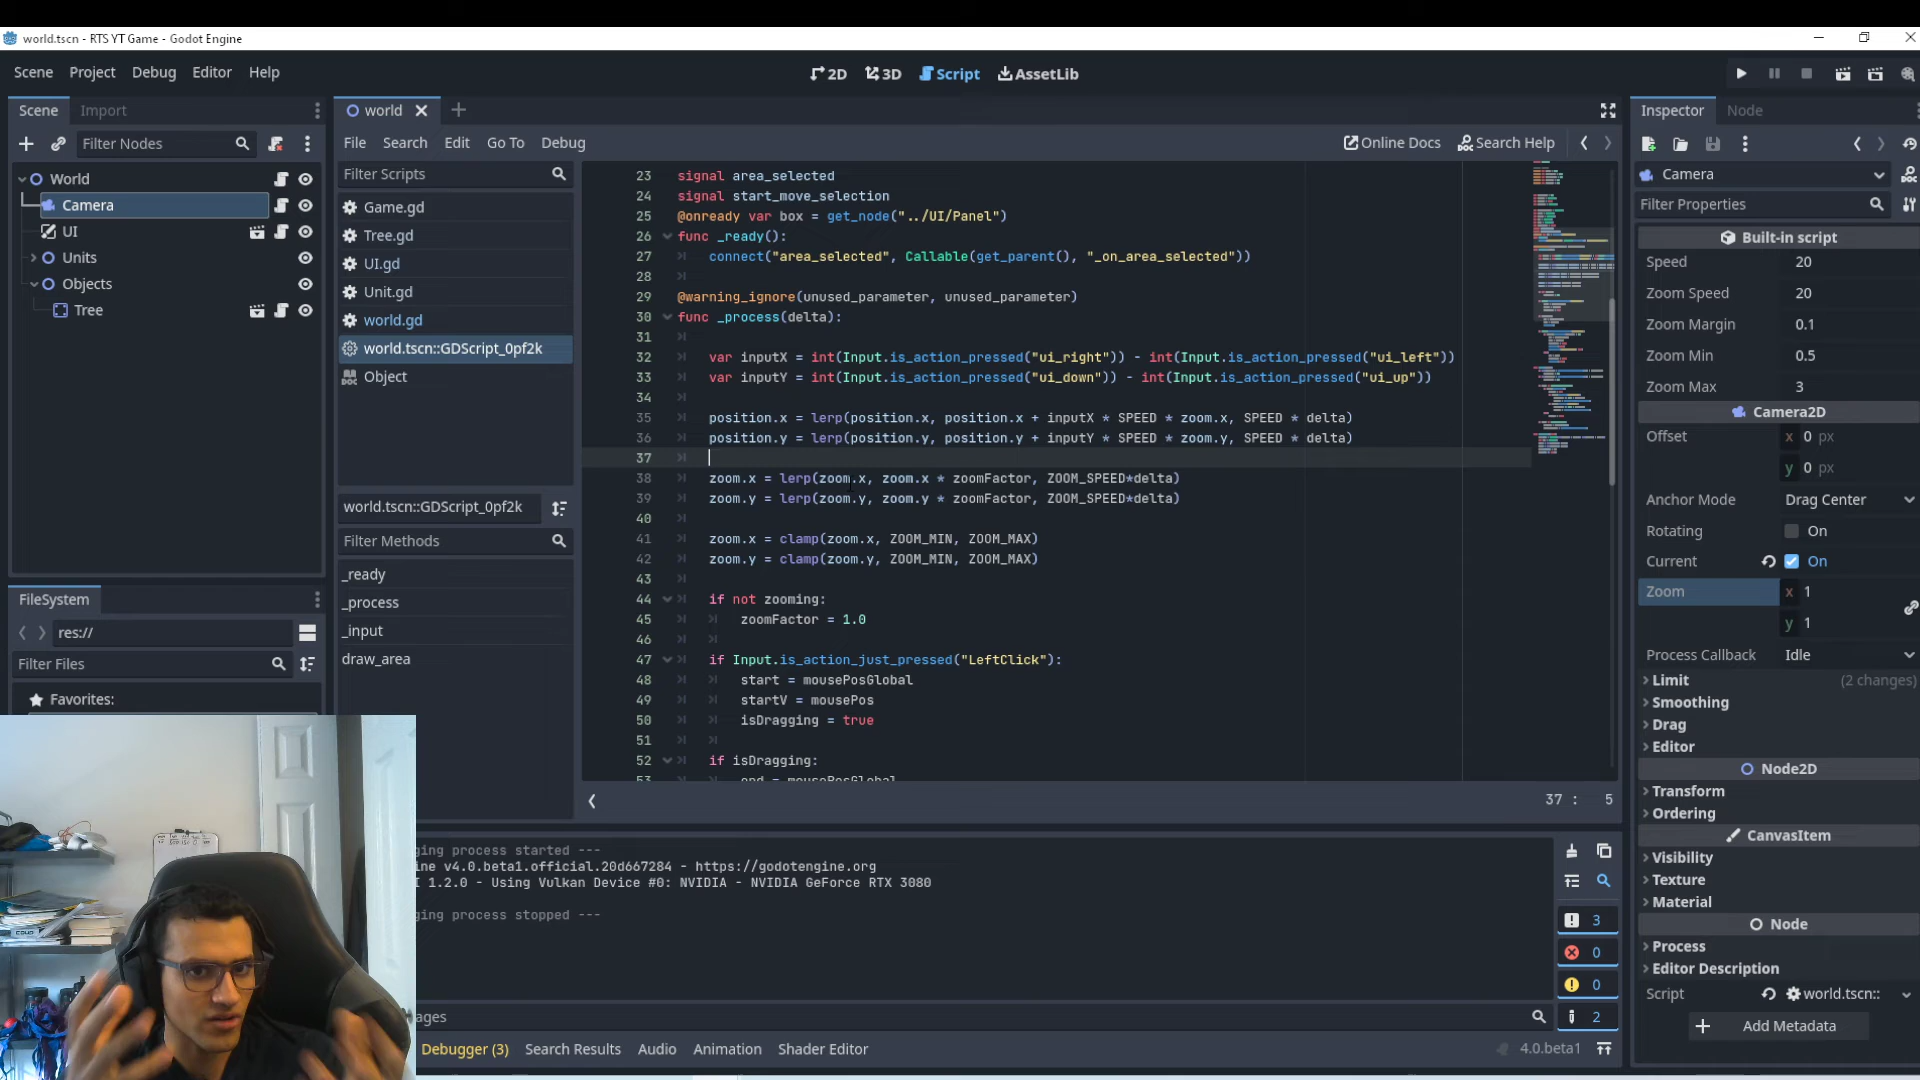 world.tscn - RTS YT Game - Godot Engine
Scene Project Debug Editor Help
2D 3D Script AssetLib
Scene Import
Filter Nodes
World
Camera
UI
Units
Objects
Tree
FileSystem
res://
Filter Files
Favorites:
world
File Search Edit Go To Debug
Online Docs Search Help
Filter Scripts
Game.gd
Tree.gd
UI.gd
Unit.gd
world.gd
world.tscn::GDScript_0pf2k
Object
world.tscn::GDScript_0pf2k
Filter Methods
_ready
_process
_input
draw_area
23 signal area_selected
24 signal start_move_selection
25 @onready var box = get_node("../UI/Panel")
26 func _ready():
27 connect("area_selected", Callable(get_parent(), "_on_area_selected"))
28
29 @warning_ignore(unused_parameter, unused_parameter)
30 func _process(delta):
31
32 var inputX = int(Input.is_action_pressed("ui_right")) - int(Input.is_action_pressed("ui_left"))
33 var inputY = int(Input.is_action_pressed("ui_down")) - int(Input.is_action_pressed("ui_up"))
34
35 position.x = lerp(position.x, position.x + inputX * SPEED * zoom.x, SPEED * delta)
36 position.y = lerp(position.y, position.y + inputY * SPEED * zoom.y, SPEED * delta)
37
38 zoom.x = lerp(zoom.x, zoom.x * zoomFactor, ZOOM_SPEED*delta)
39 zoom.y = lerp(zoom.y, zoom.y * zoomFactor, ZOOM_SPEED*delta)
40
41 zoom.x = clamp(zoom.x, ZOOM_MIN, ZOOM_MAX)
42 zoom.y = clamp(zoom.y, ZOOM_MIN, ZOOM_MAX)
43
44 if not zooming:
45 zoomFactor = 1.0
46
47 if Input.is_action_just_pressed("LeftClick"):
48 start = mousePosGlobal
49 startV = mousePos
50 isDragging = true
51
52 if isDragging:
53 end = mousePosGlobal
37 : 5
ging process started ---
ine v4.0.beta1.official.20d667284 - https://godotengine.org
I 1.2.0 - Using Vulkan Device #0: NVIDIA - NVIDIA GeForce RTX 3080
ging process stopped ---
3
0
0
2
ages
Debugger (3) Search Results Audio Animation Shader Editor
4.0.beta1
Inspector Node
Camera
Filter Properties
Built-in script
Speed 20
Zoom Speed 20
Zoom Margin 0.1
Zoom Min 0.5
Zoom Max 3
Camera2D
Offset x 0 px
y 0 px
Anchor Mode Drag Center
Rotating On
Current On
Zoom x 1
y 1
Process Callback Idle
Limit (2 changes)
Smoothing
Drag
Editor
Node2D
Transform
Ordering
CanvasItem
Visibility
Texture
Material
Node
Process
Editor Description
Script world.tscn::
Add Metadata